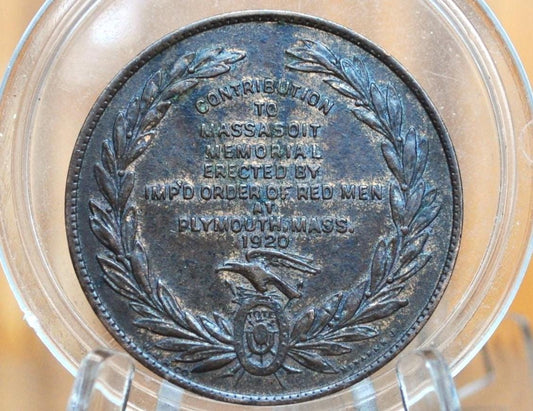 CONTRIBUTION
TO
MASSASOIT
MEMORIAL
ERECTED BY
IMP'D ORDER OF RED MEN
AT
PLYMOUTH, MASS.
1920